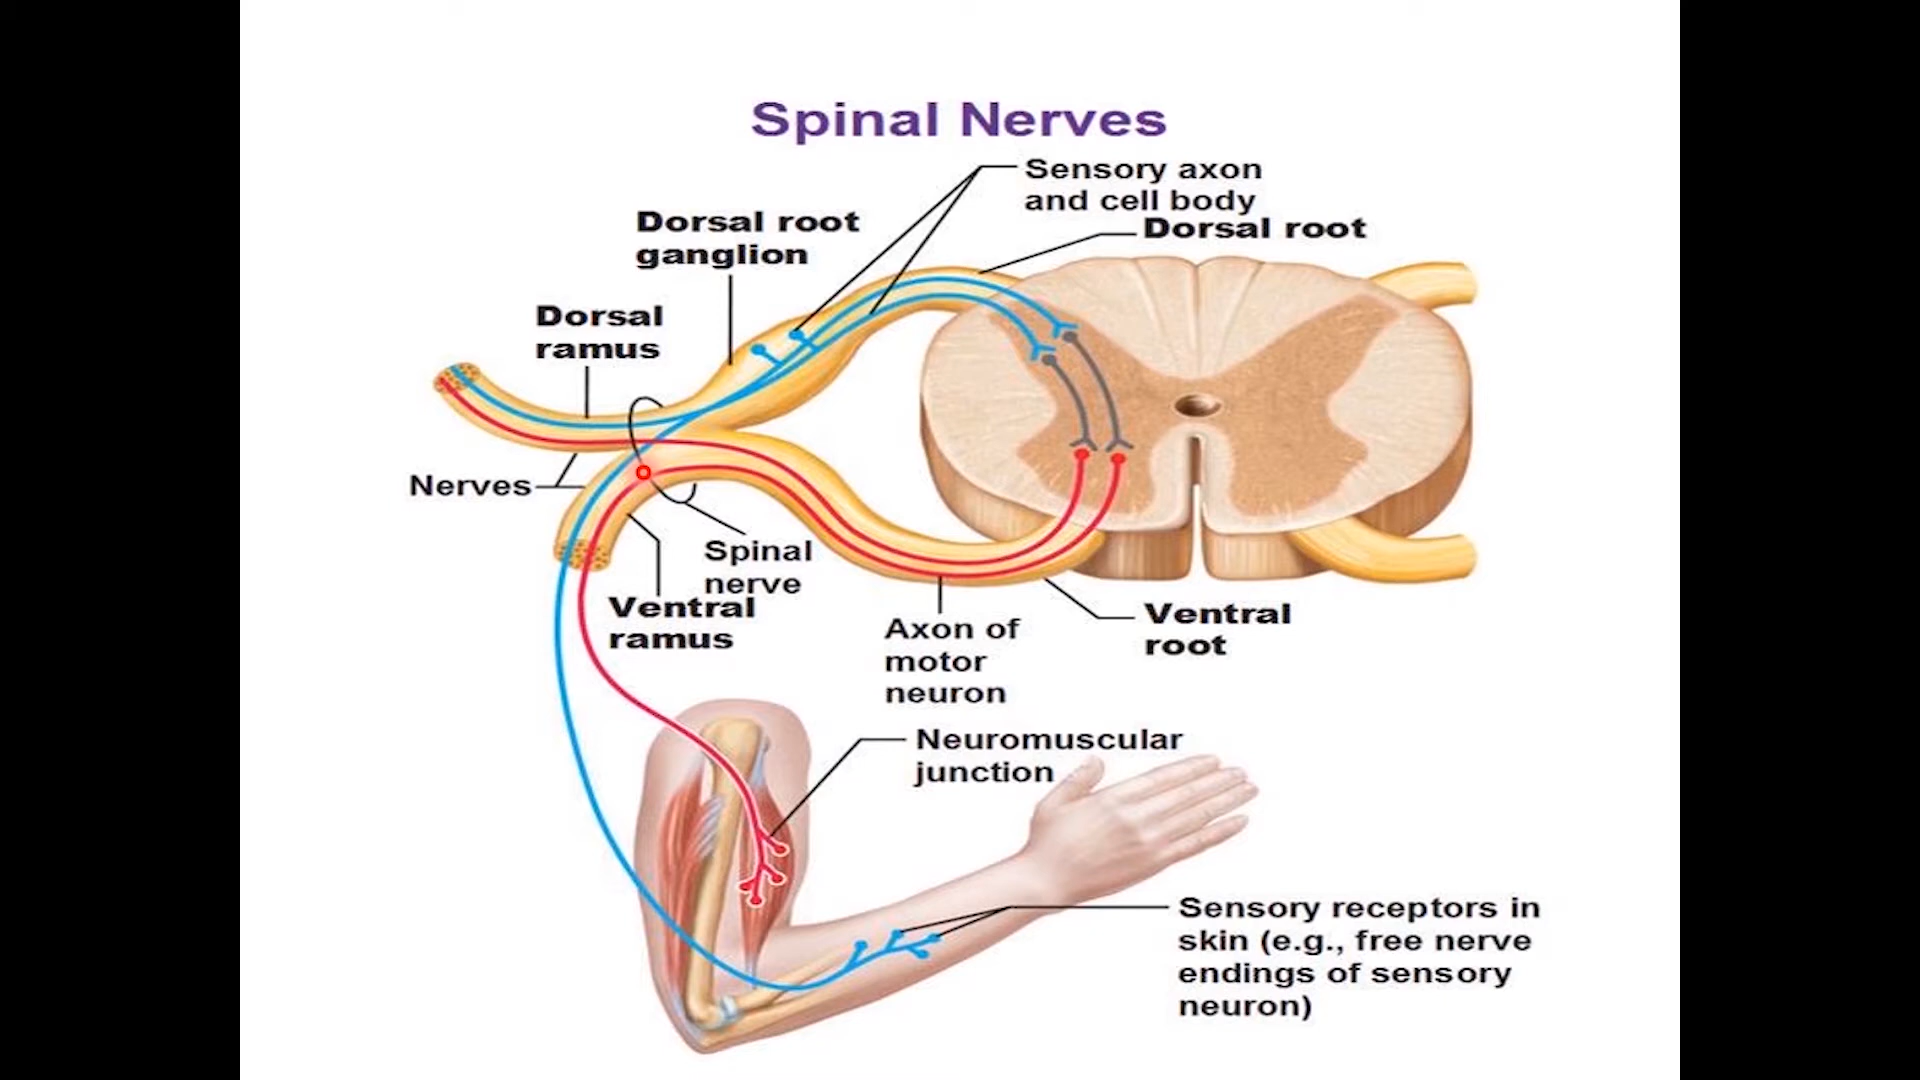 Spinal Nerves
Sensory axon
and cell body
Dorsal root
Dorsal root
ganglion
Dorsal
ramus
Nerves
Spinal
nerve
Ventral
ramus
Axon of
motor
neuron
Ventral
root
Neuromuscular
junction
Sensory receptors in
skin (e.g., free nerve
endings of sensory
neuron)